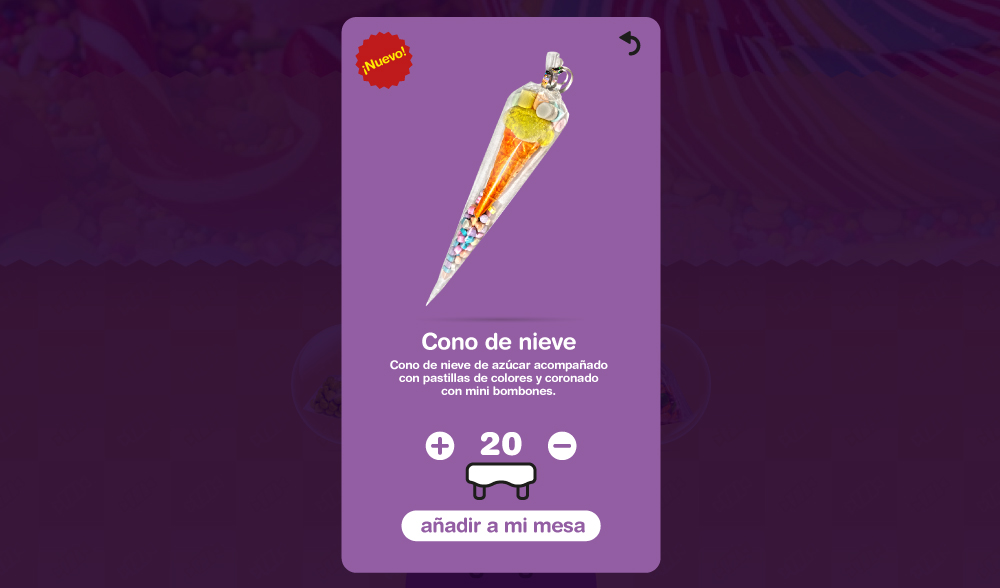 ¡Nuevo!
Cono de nieve
Cono de nieve de azúcar acompañado
con pastillas de colores y coronado
con mini bombones.
20
añadir a mi mesa